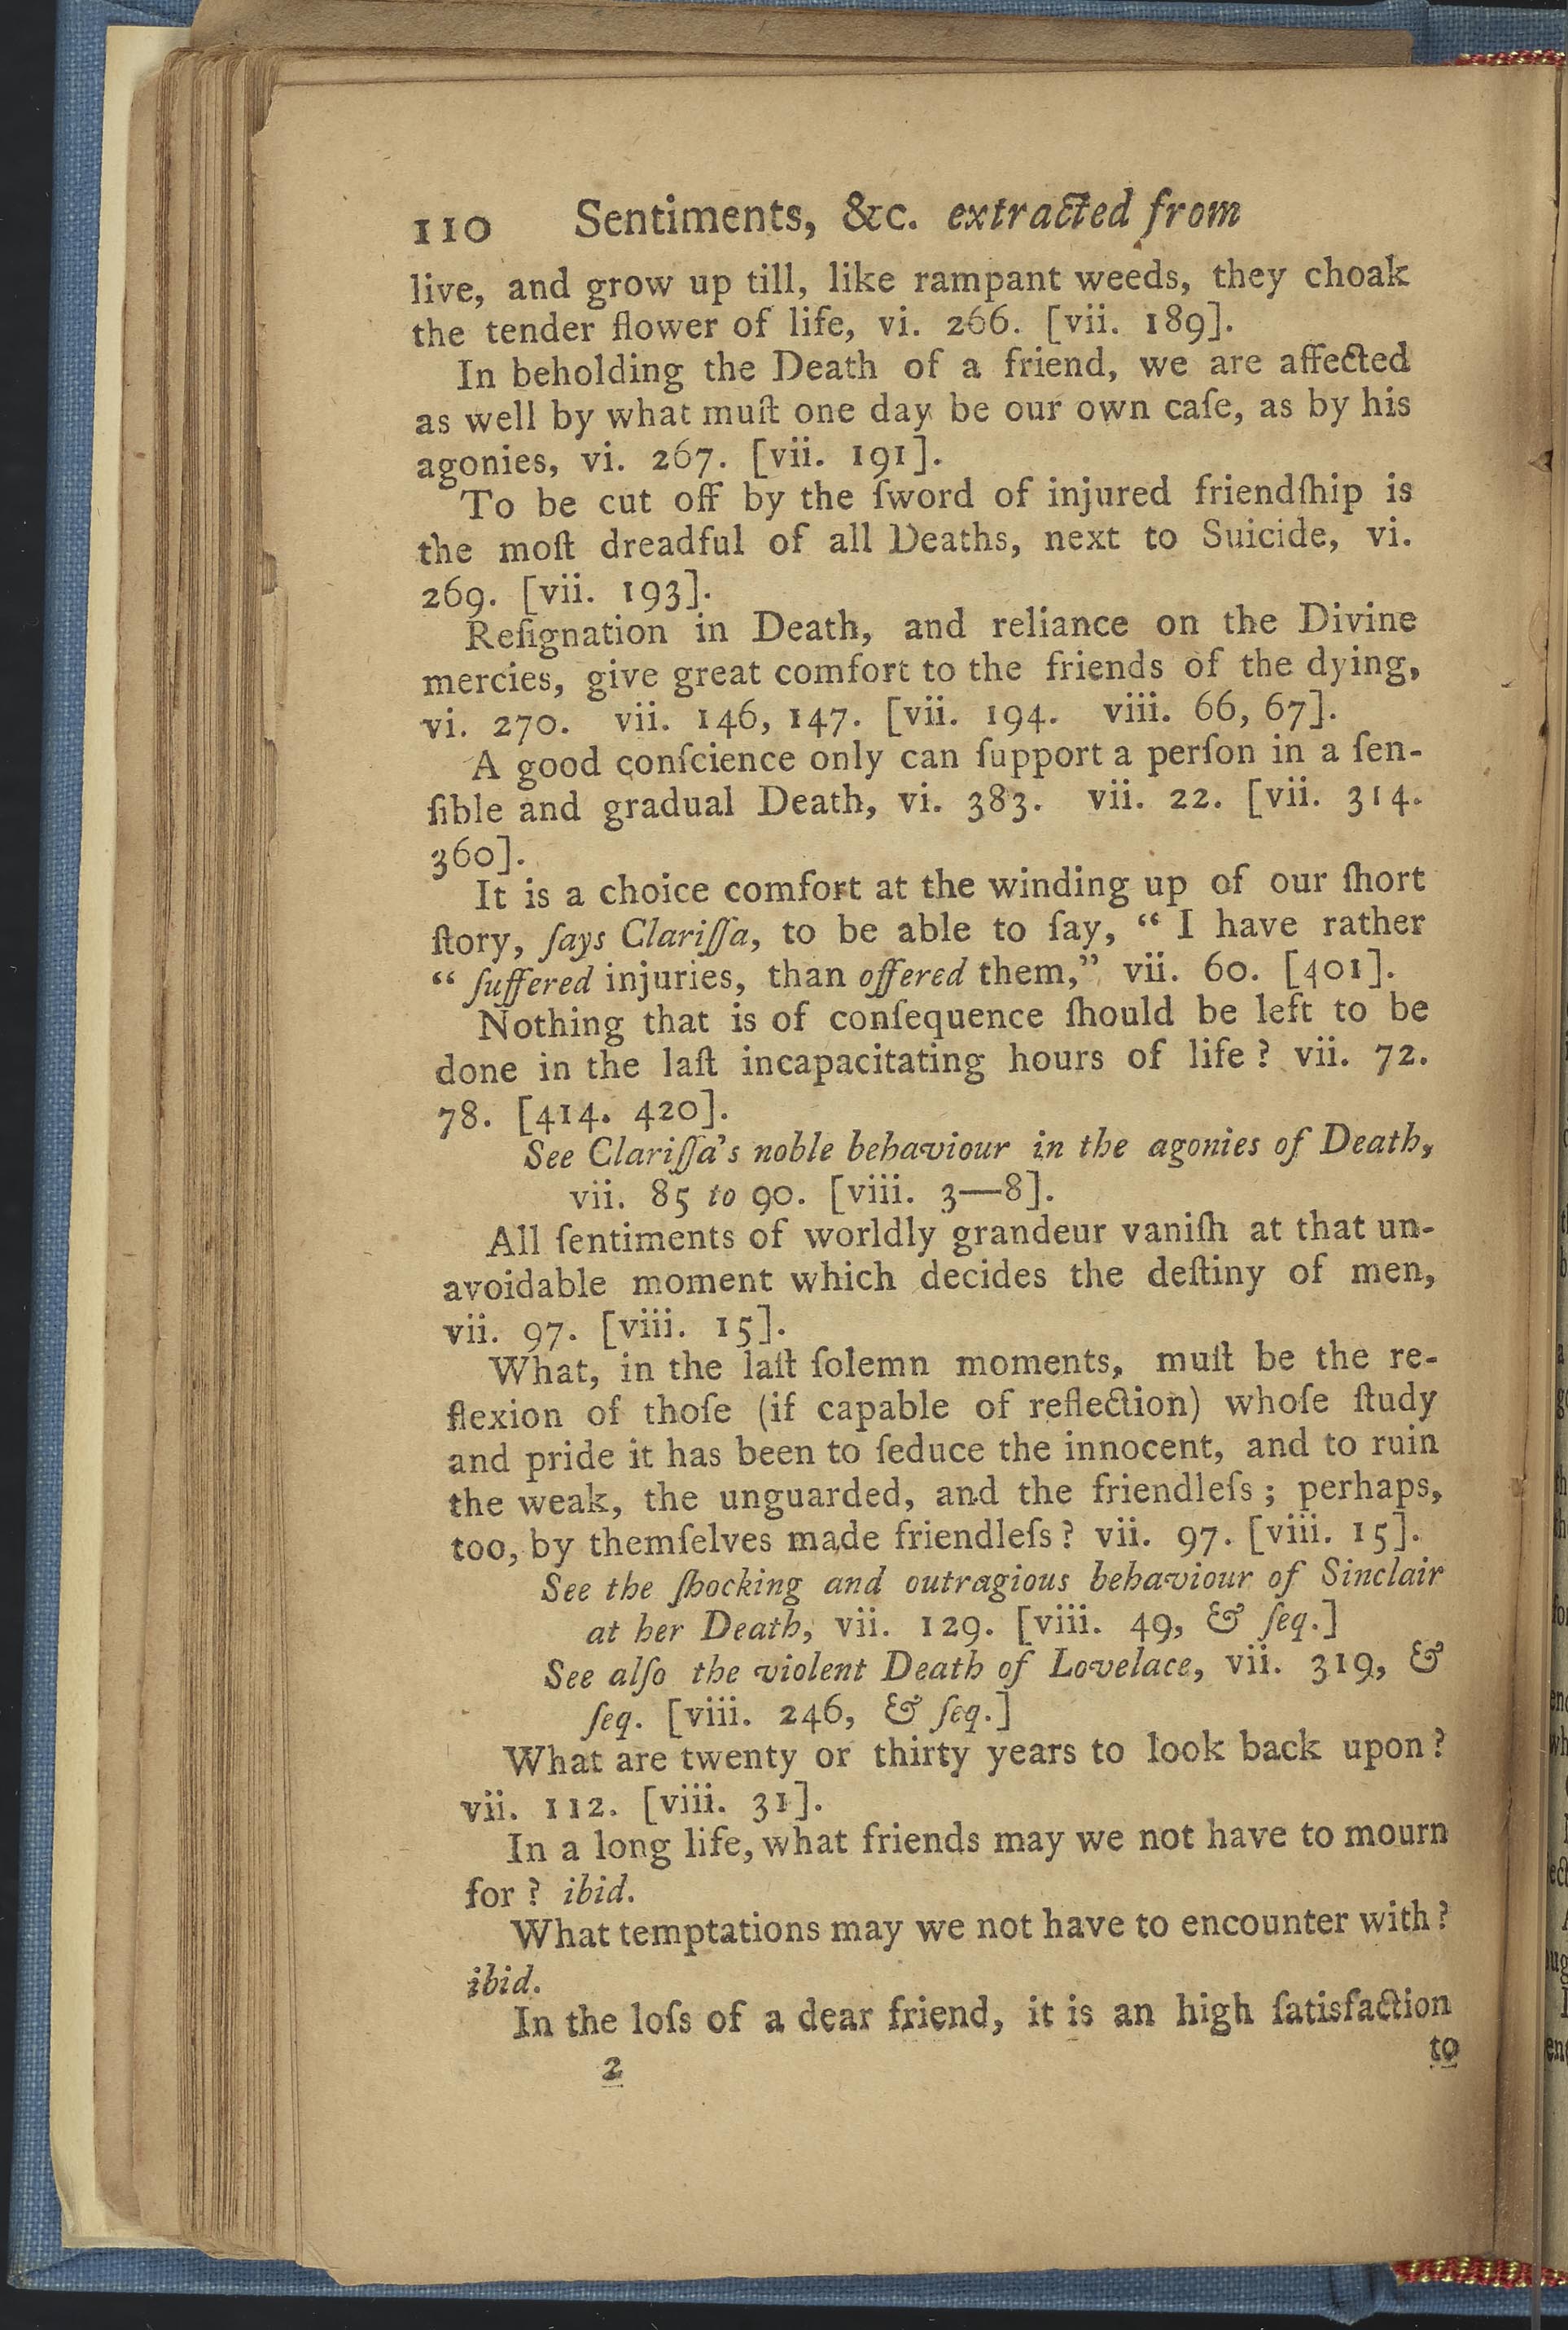 110 Sentiments, &c. extracted from
live, and grow up till, like rampant weeds, they choak
the tender flower of life, vi. 266. [vii. 189].
In beholding the Death of a friend, we are affected
as well by what muſt one day be our own caſe, as by his
agonies, vi. 267. [vii. 191].
To be cut off by the ſword of injured friendſhip is
the moſt dreadful of all Deaths, next to Suicide, vi.
269. [vii. 193].
Reſignation in Death, and reliance on the Divine
mercies, give great comfort to the friends of the dying,
vi. 270. vii. 146, 147. [vii. 194. viii. 66, 67].
A good conſcience only can ſupport a perſon in a ſen-
ſible and gradual Death, vi. 383. vii. 22. [vii. 314.
360].
It is a choice comfort at the winding up of our ſhort
ſtory, ſays Clariſſa, to be able to ſay, “ I have rather
“ ſuffered injuries, than offered them,” vii. 60. [401].
Nothing that is of conſequence ſhould be left to be
done in the laſt incapacitating hours of life ? vii. 72.
78. [414. 420].
See Clariſſa's noble behaviour in the agonies of Death,
vii. 85 to 90. [viii. 3—8].
All ſentiments of worldly grandeur vaniſh at that un-
avoidable moment which decides the deſtiny of men,
vii. 97. [viii. 15].
What, in the laſt ſolemn moments, muſt be the re-
flexion of thoſe (if capable of reflection) whoſe ſtudy
and pride it has been to ſeduce the innocent, and to ruin
the weak, the unguarded, and the friendleſs ; perhaps,
too, by themſelves made friendleſs ? vii. 97. [viii. 15].
See the ſhocking and outragious behaviour of Sinclair
at her Death, vii. 129. [viii. 49, & ſeq.]
See alſo the violent Death of Lovelace, vii. 319, &
ſeq. [viii. 246, & ſeq.]
What are twenty or thirty years to look back upon ?
vii. 112. [viii. 31].
In a long life, what friends may we not have to mourn
for ? ibid.
What temptations may we not have to encounter with ?
ibid.
In the loſs of a dear friend, it is an high ſatisfaction
2 to